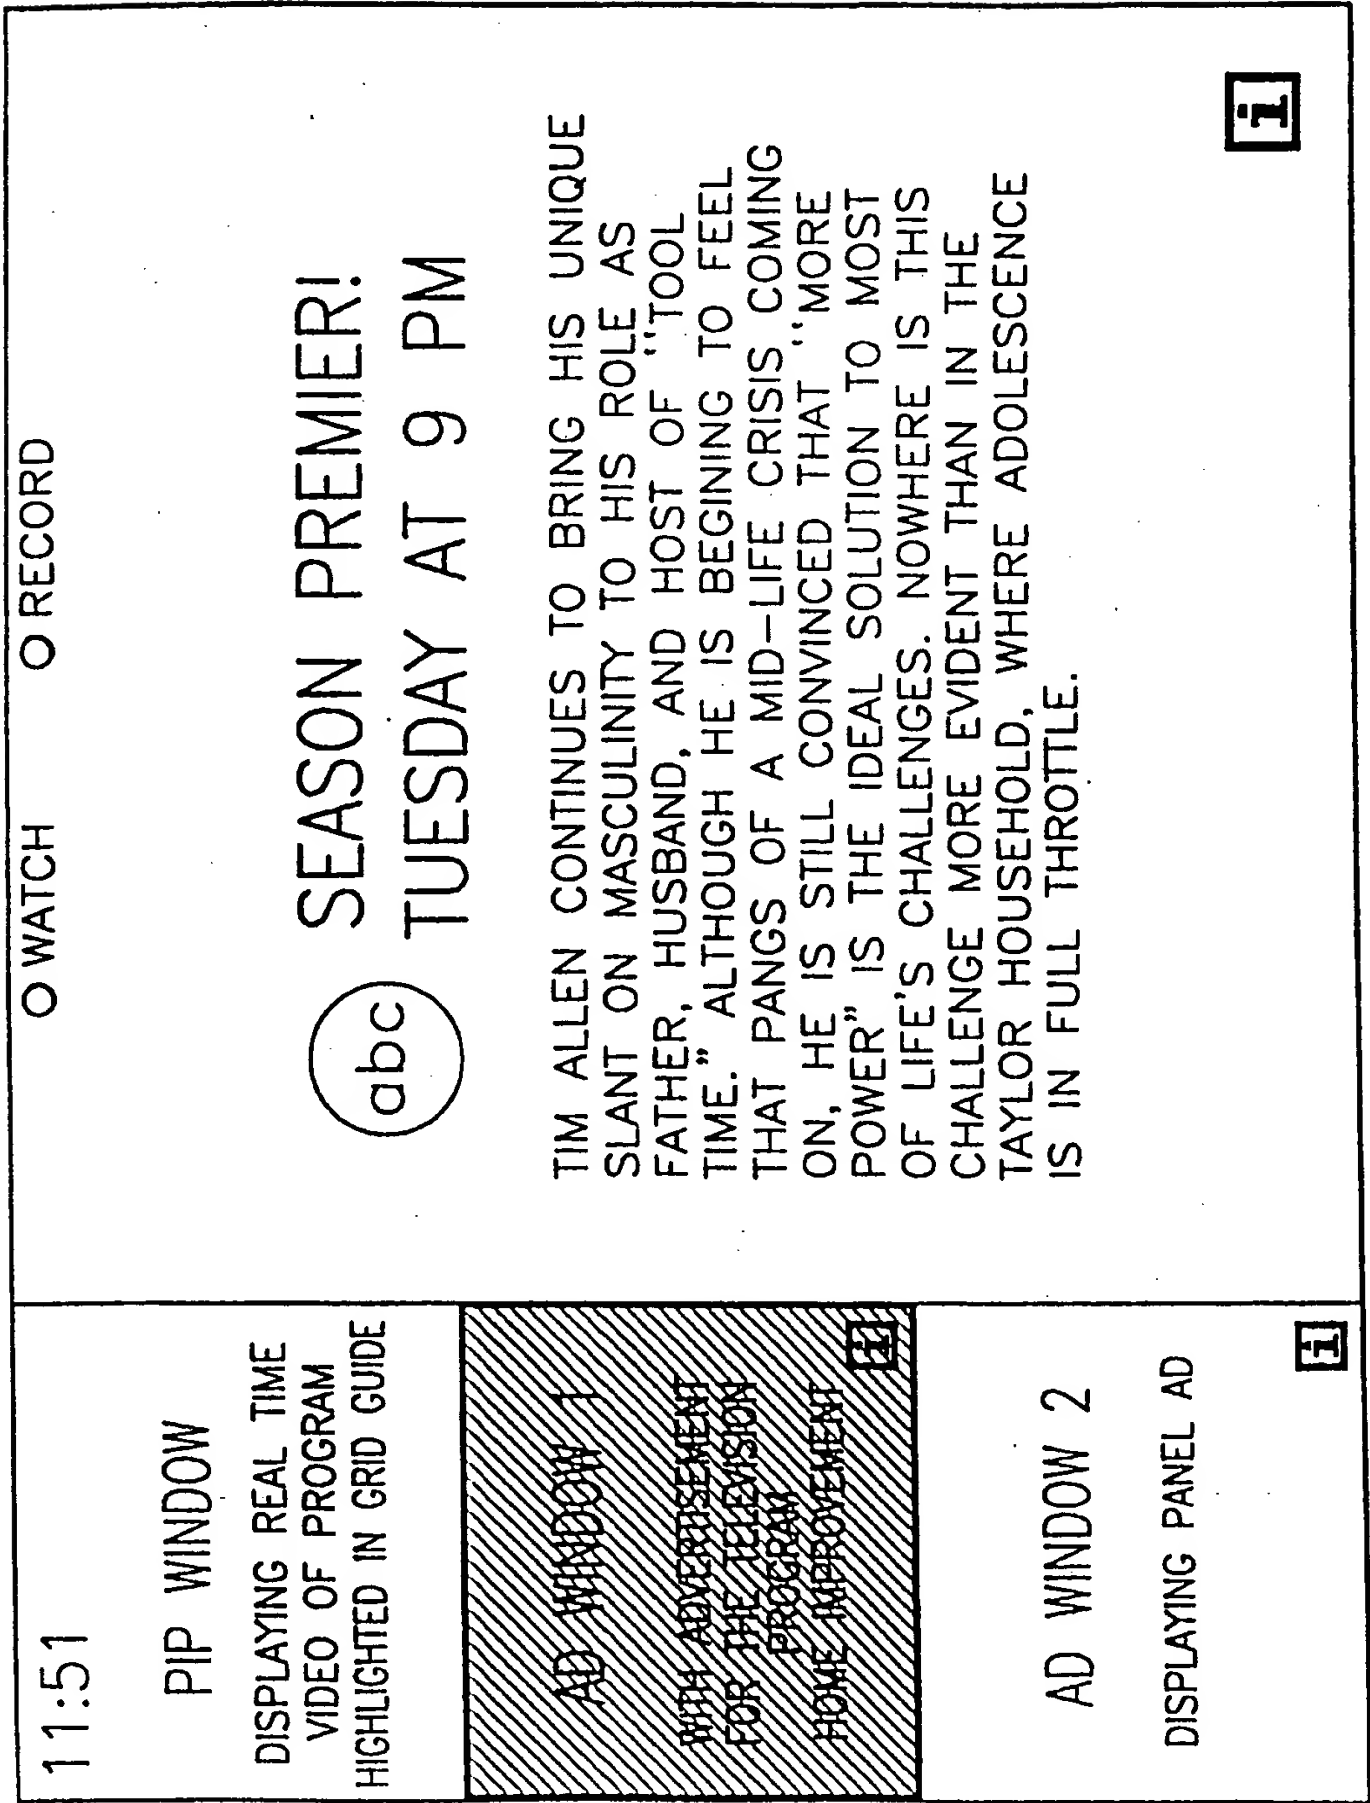 11:51
PIP WINDOW
DISPLAYING REAL TIME
VIDEO OF PROGRAM
HIGHLIGHTED IN GRID GUIDE
AD WINDOW 1
WITH ADVERTISEMENT
FOR THE TELEVISION
PROGRAM
HOME IMPROVEMENT
i
AD WINDOW 2
DISPLAYING PANEL AD
i
O WATCH O RECORD
abc
SEASON PREMIER!
TUESDAY AT 9 PM
TIM ALLEN CONTINUES TO BRING HIS UNIQUE
SLANT ON MASCULINITY TO HIS ROLE AS
FATHER, HUSBAND, AND HOST OF "TOOL
TIME." ALTHOUGH HE IS BEGINING TO FEEL
THAT PANGS OF A MID-LIFE CRISIS COMING
ON, HE IS STILL CONVINCED THAT "MORE
POWER" IS THE IDEAL SOLUTION TO MOST
OF LIFE'S CHALLENGES. NOWHERE IS THIS
CHALLENGE MORE EVIDENT THAN IN THE
TAYLOR HOUSEHOLD, WHERE ADOLESCENCE
IS IN FULL THROTTLE.
i